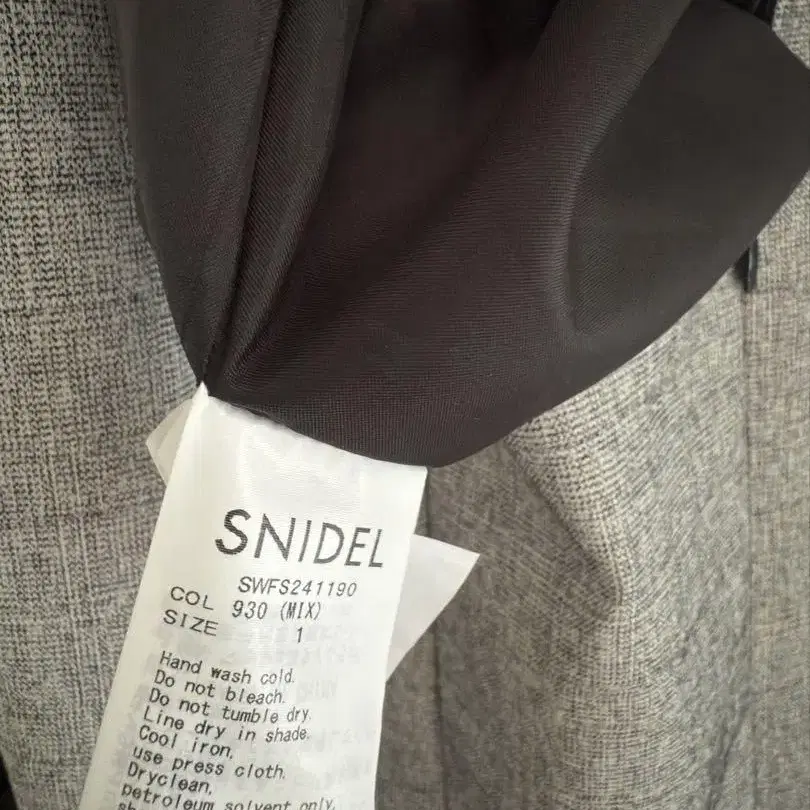 SNIDEL
SWFS241190
COL 930 (MIX)
SIZE 1
Hand wash cold.
Do not bleach.
Do not tumble dry.
Line dry in shade.
Cool iron,
use press cloth.
Dryclean,
petroleum solvent only,